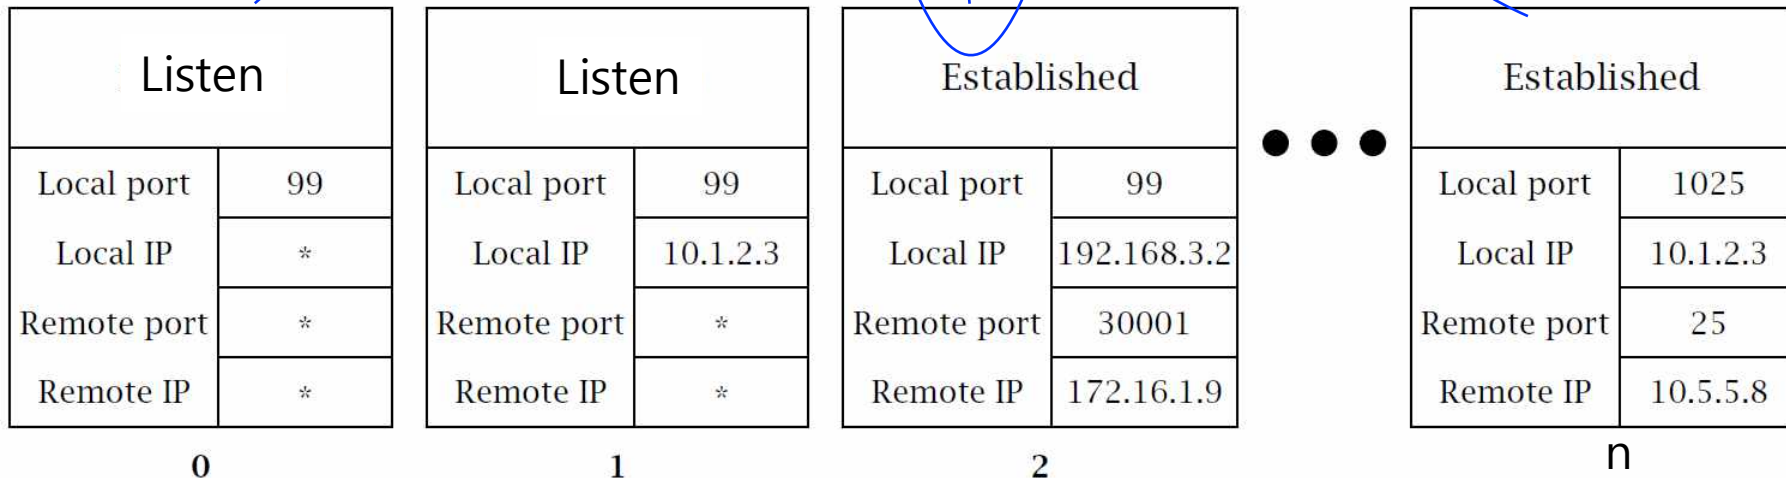 Listen
Local port 99
Local IP *
Remote port *
Remote IP *
0
Listen
Local port 99
Local IP 10.1.2.3
Remote port *
Remote IP *
1
Established
Local port 99
Local IP 192.168.3.2
Remote port 30001
Remote IP 172.16.1.9
2
Established
Local port 1025
Local IP 10.1.2.3
Remote port 25
Remote IP 10.5.5.8
n